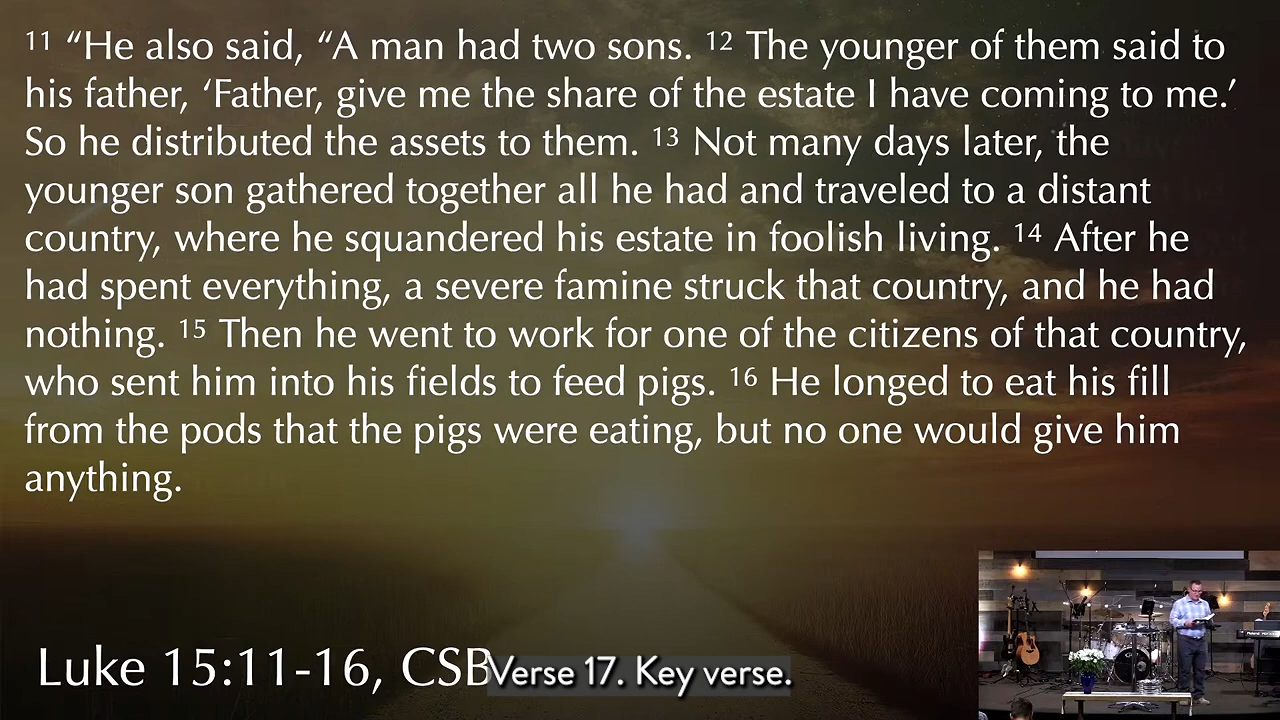 11 “He also said, “A man had two sons. 12 The younger of them said to
his father, ‘Father, give me the share of the estate I have coming to me.’
So he distributed the assets to them. 13 Not many days later, the
younger son gathered together all he had and traveled to a distant
country, where he squandered his estate in foolish living. 14 After he
had spent everything, a severe famine struck that country, and he had
nothing. 15 Then he went to work for one of the citizens of that country,
who sent him into his fields to feed pigs. 16 He longed to eat his fill
from the pods that the pigs were eating, but no one would give him
anything.
Luke 15:11-16, CSB
Verse 17. Key verse.